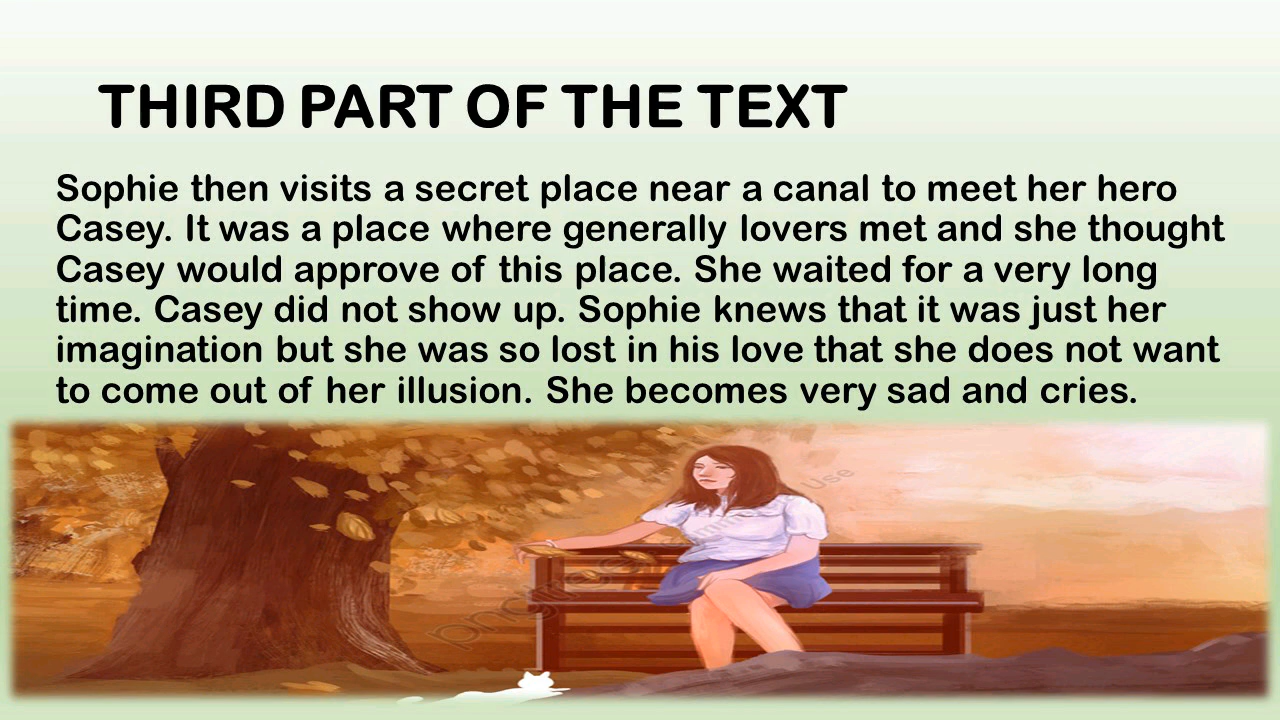 THIRD PART OF THE TEXT
Sophie then visits a secret place near a canal to meet her hero
Casey. It was a place where generally lovers met and she thought
Casey would approve of this place. She waited for a very long
time. Casey did not show up. Sophie knews that it was just her
imagination but she was so lost in his love that she does not want
to come out of her illusion. She becomes very sad and cries.